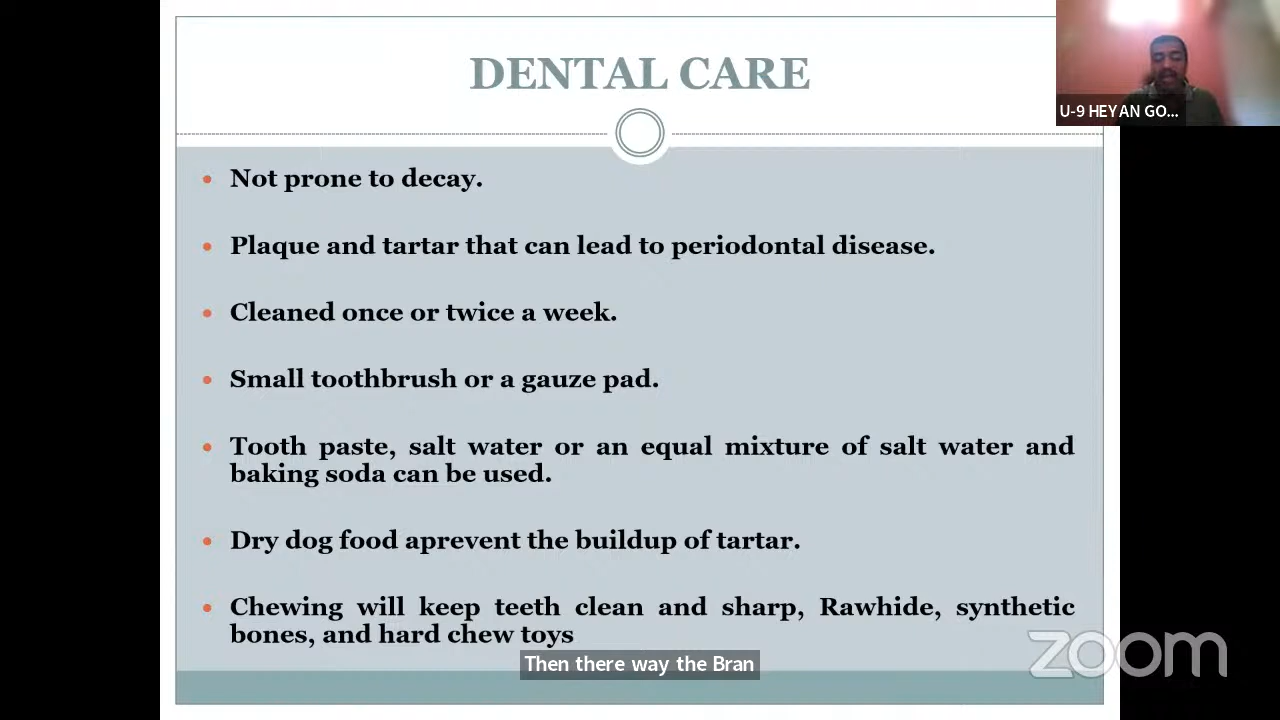 DENTAL CARE
U-9 HEYAN GO...
Not prone to decay.
Plaque and tartar that can lead to periodontal disease.
Cleaned once or twice a week.
Small toothbrush or a gauze pad.
Tooth paste, salt water or an equal mixture of salt water and
baking soda can be used.
Dry dog food aprevent the buildup of tartar.
Chewing will keep teeth clean and sharp, Rawhide, synthetic
bones, and hard chew toys
zoom
Then there way the Bran